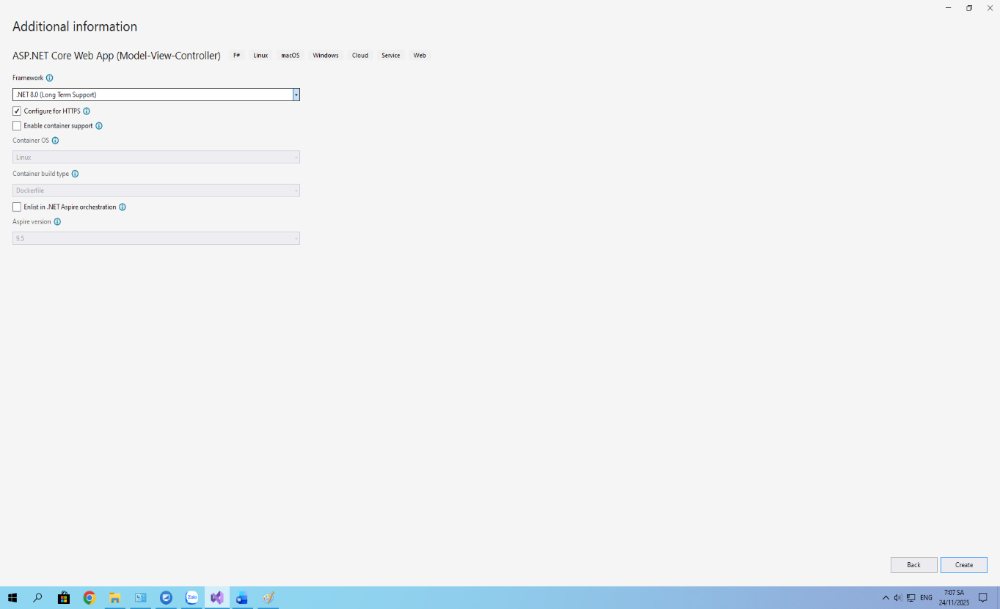 Additional information
ASP.NET Core Web App (Model-View-Controller) F# Linux macOS Windows Cloud Service Web
Framework
.NET 8.0 (Long Term Support)
Configure for HTTPS
Enable container support
Container OS
Linux
Container build type
Dockerfile
Enlist in .NET Aspire orchestration
Aspire version
9.5
Back Create
Zalo
ENG
7:07 SA
24/11/2025